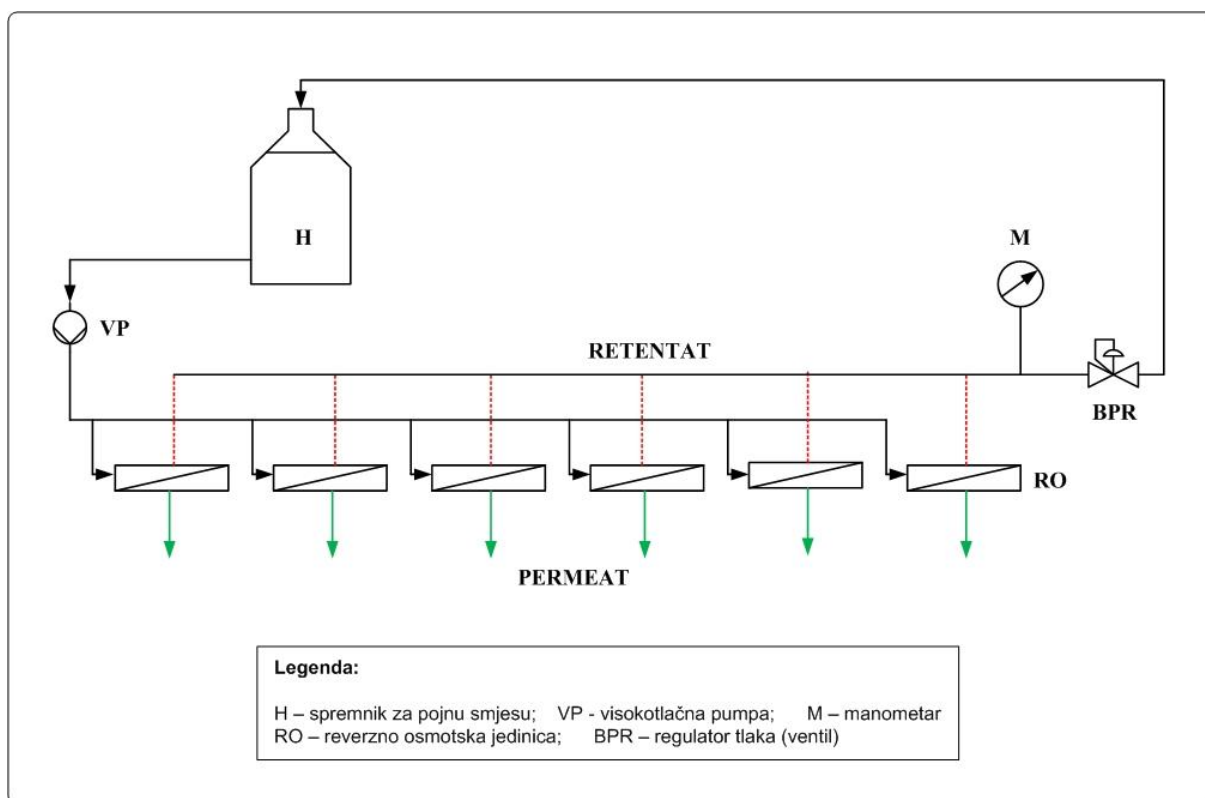 H
M
VP
RETENTAT
BPR
RO
PERMEAT
Legenda:
H – spremnik za pojnu smjesu; VP - visokotlačna pumpa; M – manometar
RO – reverzno osmotska jedinica; BPR – regulator tlaka (ventil)